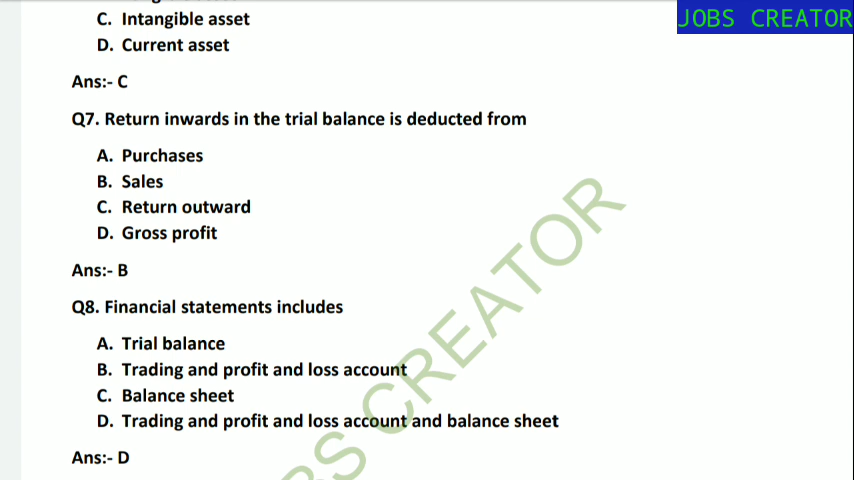 JOBS CREATOR
C. Intangible asset
D. Current asset
Ans:- C
Q7. Return inwards in the trial balance is deducted from
A. Purchases
B. Sales
C. Return outward
D. Gross profit
Ans:- B
Q8. Financial statements includes
A. Trial balance
B. Trading and profit and loss account
C. Balance sheet
D. Trading and profit and loss account and balance sheet
Ans:- D
BS CREATOR